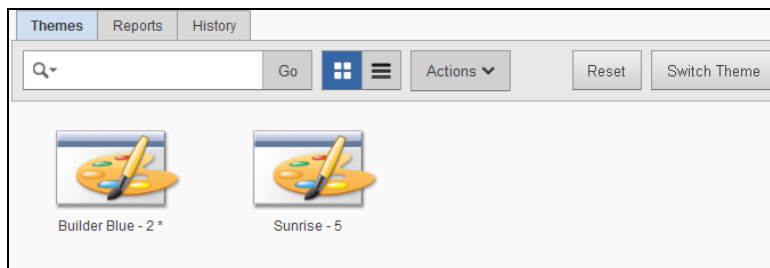 Themes Reports History
Go Actions Reset Switch Theme
Builder Blue - 2 * Sunrise - 5